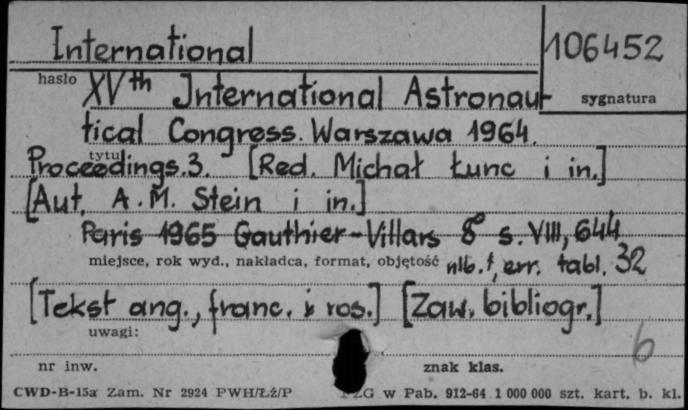 International
106452
hasło XVth International Astronau
sygnatura
tical Congress. Warszawa 1964.
tytuł
Proceedings. 3. [Red. Michał Łunc i in.]
[Aut. A. M. Stein i in.]
Paris 1965 Gauthier-Villars 8° s. VIII, 644
miejsce, rok wyd., nakładca, format, objętość nlb. 1, err. tabl. 32
[Tekst ang., franc. i ros.] [Zaw. bibliogr.]
uwagi:
6
nr inw. znak klas.
CWD-B-15a Zam. Nr 2924 PWH/Łż/P w Pab. 912-64 1 000 000 szt. kart. b. kl.